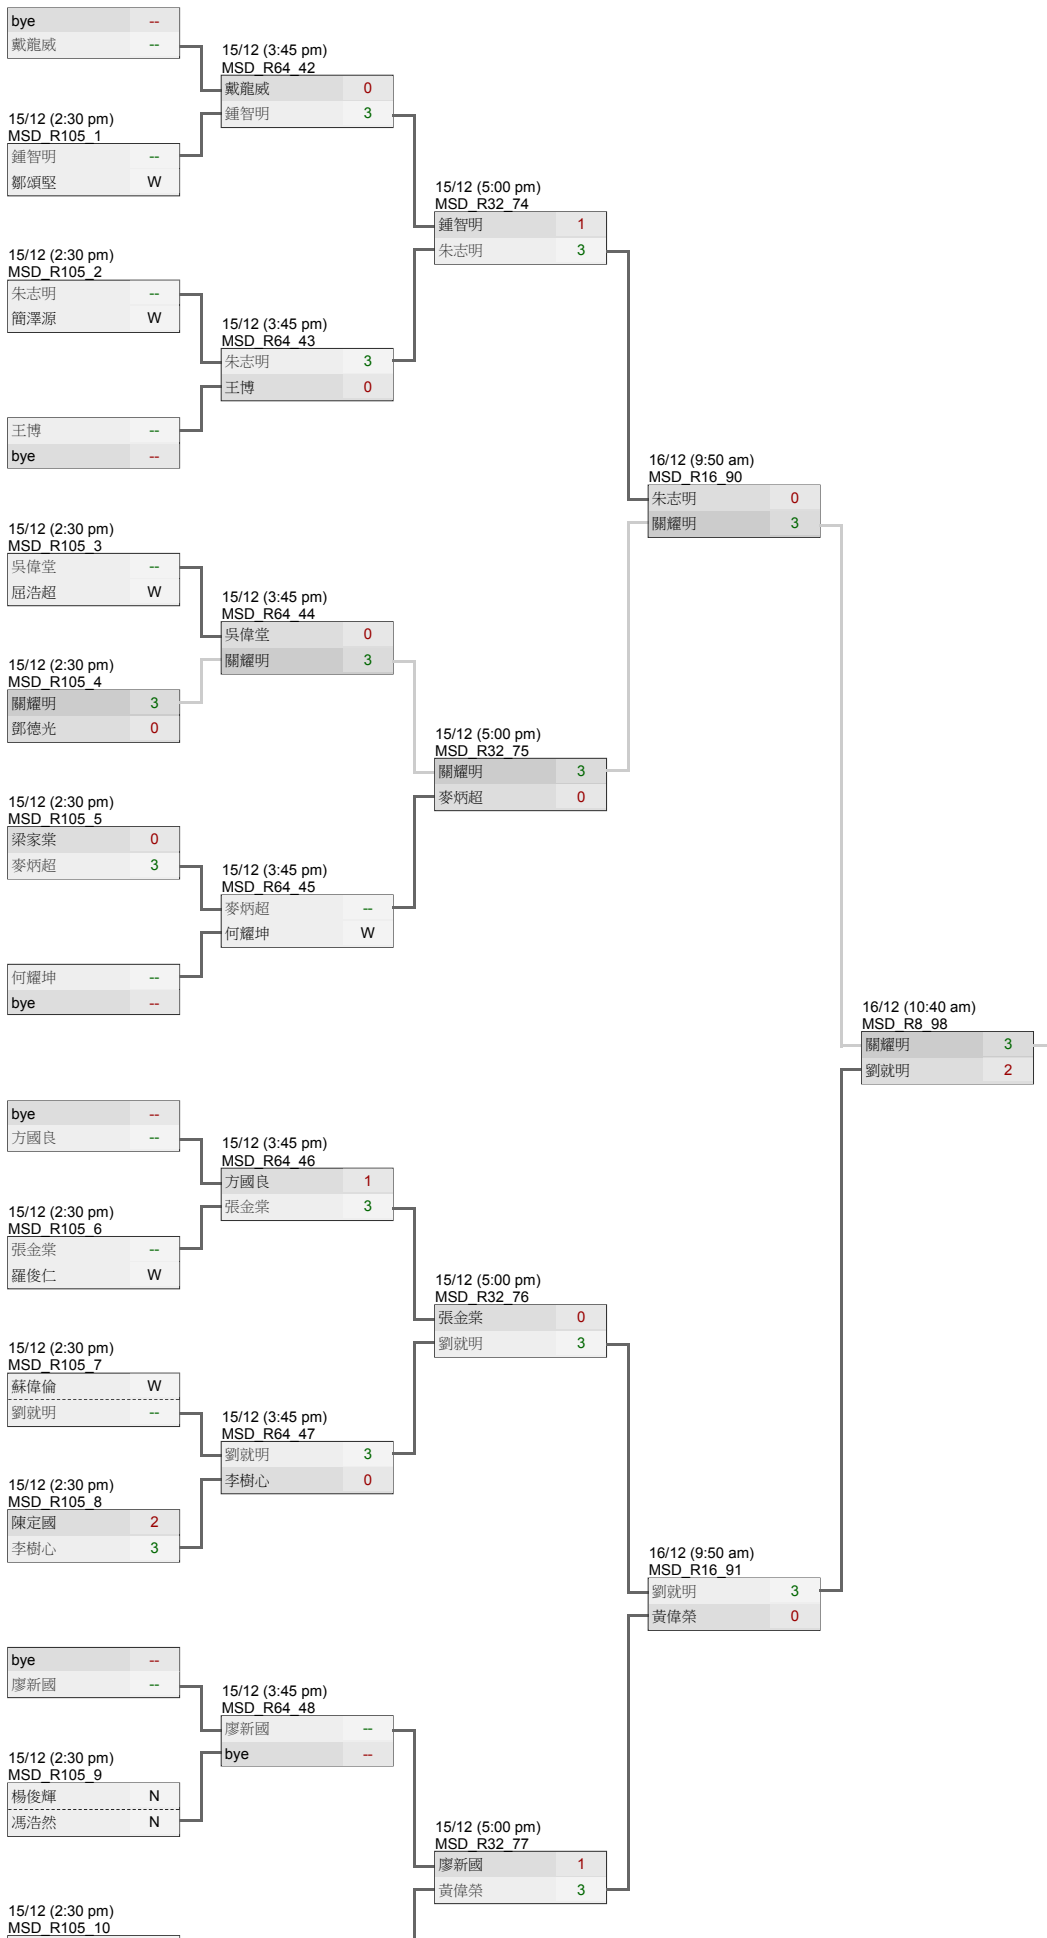 bye --
戴龍威 --
15/12 (3:45 pm)
MSD_R64_42
戴龍威 0
鍾智明 3
15/12 (2:30 pm)
MSD_R105_1
鍾智明 --
鄒頌堅 W
15/12 (5:00 pm)
MSD_R32_74
鍾智明 1
朱志明 3
15/12 (2:30 pm)
MSD_R105_2
朱志明 --
簡澤源 W
15/12 (3:45 pm)
MSD_R64_43
朱志明 3
王博 0
王博 --
bye --
16/12 (9:50 am)
MSD_R16_90
朱志明 0
關耀明 3
15/12 (2:30 pm)
MSD_R105_3
吳偉堂 --
屈浩超 W
15/12 (3:45 pm)
MSD_R64_44
吳偉堂 0
關耀明 3
15/12 (2:30 pm)
MSD_R105_4
關耀明 3
鄧德光 0
15/12 (5:00 pm)
MSD_R32_75
關耀明 3
麥炳超 0
15/12 (2:30 pm)
MSD_R105_5
梁家棠 0
麥炳超 3
15/12 (3:45 pm)
MSD_R64_45
麥炳超 --
何耀坤 W
何耀坤 --
bye --
16/12 (10:40 am)
MSD_R8_98
關耀明 3
劉就明 2
bye --
方國良 --
15/12 (3:45 pm)
MSD_R64_46
方國良 1
張金棠 3
15/12 (2:30 pm)
MSD_R105_6
張金棠 --
羅俊仁 W
15/12 (5:00 pm)
MSD_R32_76
張金棠 0
劉就明 3
15/12 (2:30 pm)
MSD_R105_7
蘇偉倫 W
劉就明 --
15/12 (3:45 pm)
MSD_R64_47
劉就明 3
李樹心 0
15/12 (2:30 pm)
MSD_R105_8
陳定國 2
李樹心 3
16/12 (9:50 am)
MSD_R16_91
劉就明 3
黃偉榮 0
bye --
廖新國 --
15/12 (3:45 pm)
MSD_R64_48
廖新國 --
bye --
15/12 (2:30 pm)
MSD_R105_9
楊俊輝 N
馮浩然 N
15/12 (5:00 pm)
MSD_R32_77
廖新國 1
黃偉榮 3
15/12 (2:30 pm)
MSD_R105_10